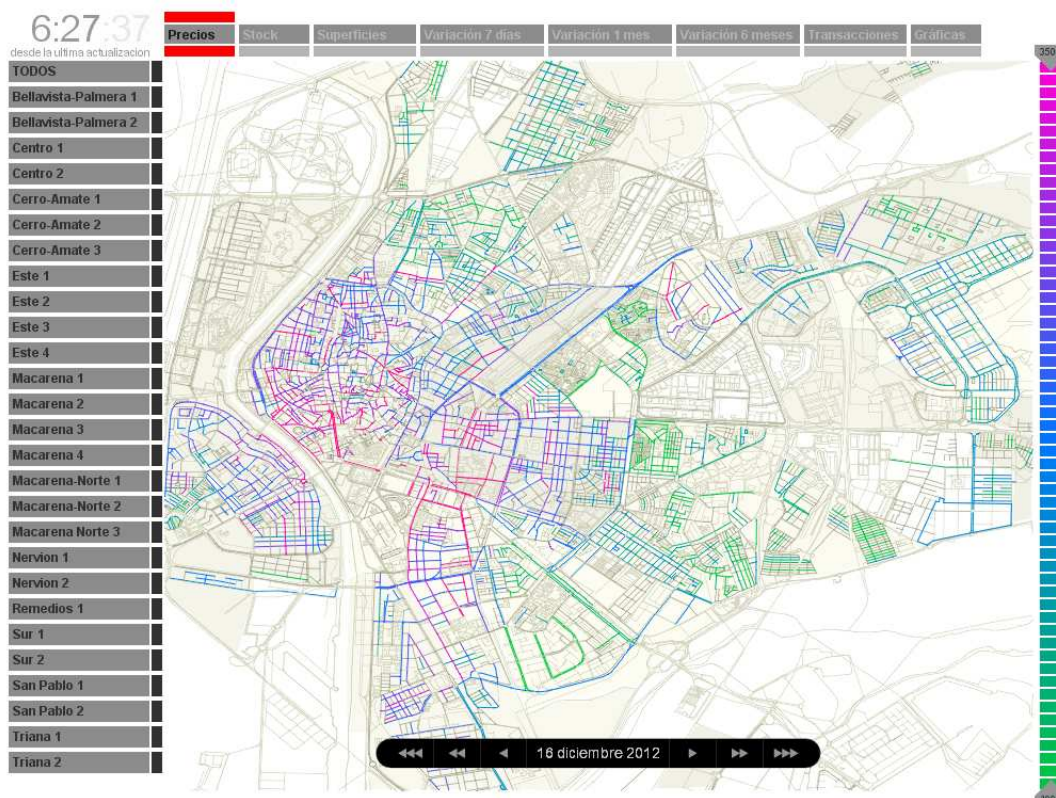 6:27:37
desde la ultima actualizacion
Precios
Stock
Superficies
Variación 7 días
Variación 1 mes
Variación 6 meses
Transacciones
Gráficas
TODOS
Bellavista-Palmera 1
Bellavista-Palmera 2
Centro 1
Centro 2
Cerro-Amate 1
Cerro-Amate 2
Cerro-Amate 3
Este 1
Este 2
Este 3
Este 4
Macarena 1
Macarena 2
Macarena 3
Macarena 4
Macarena-Norte 1
Macarena-Norte 2
Macarena Norte 3
Nervion 1
Nervion 2
Remedios 1
Sur 1
Sur 2
San Pablo 1
San Pablo 2
Triana 1
Triana 2
16 diciembre 2012